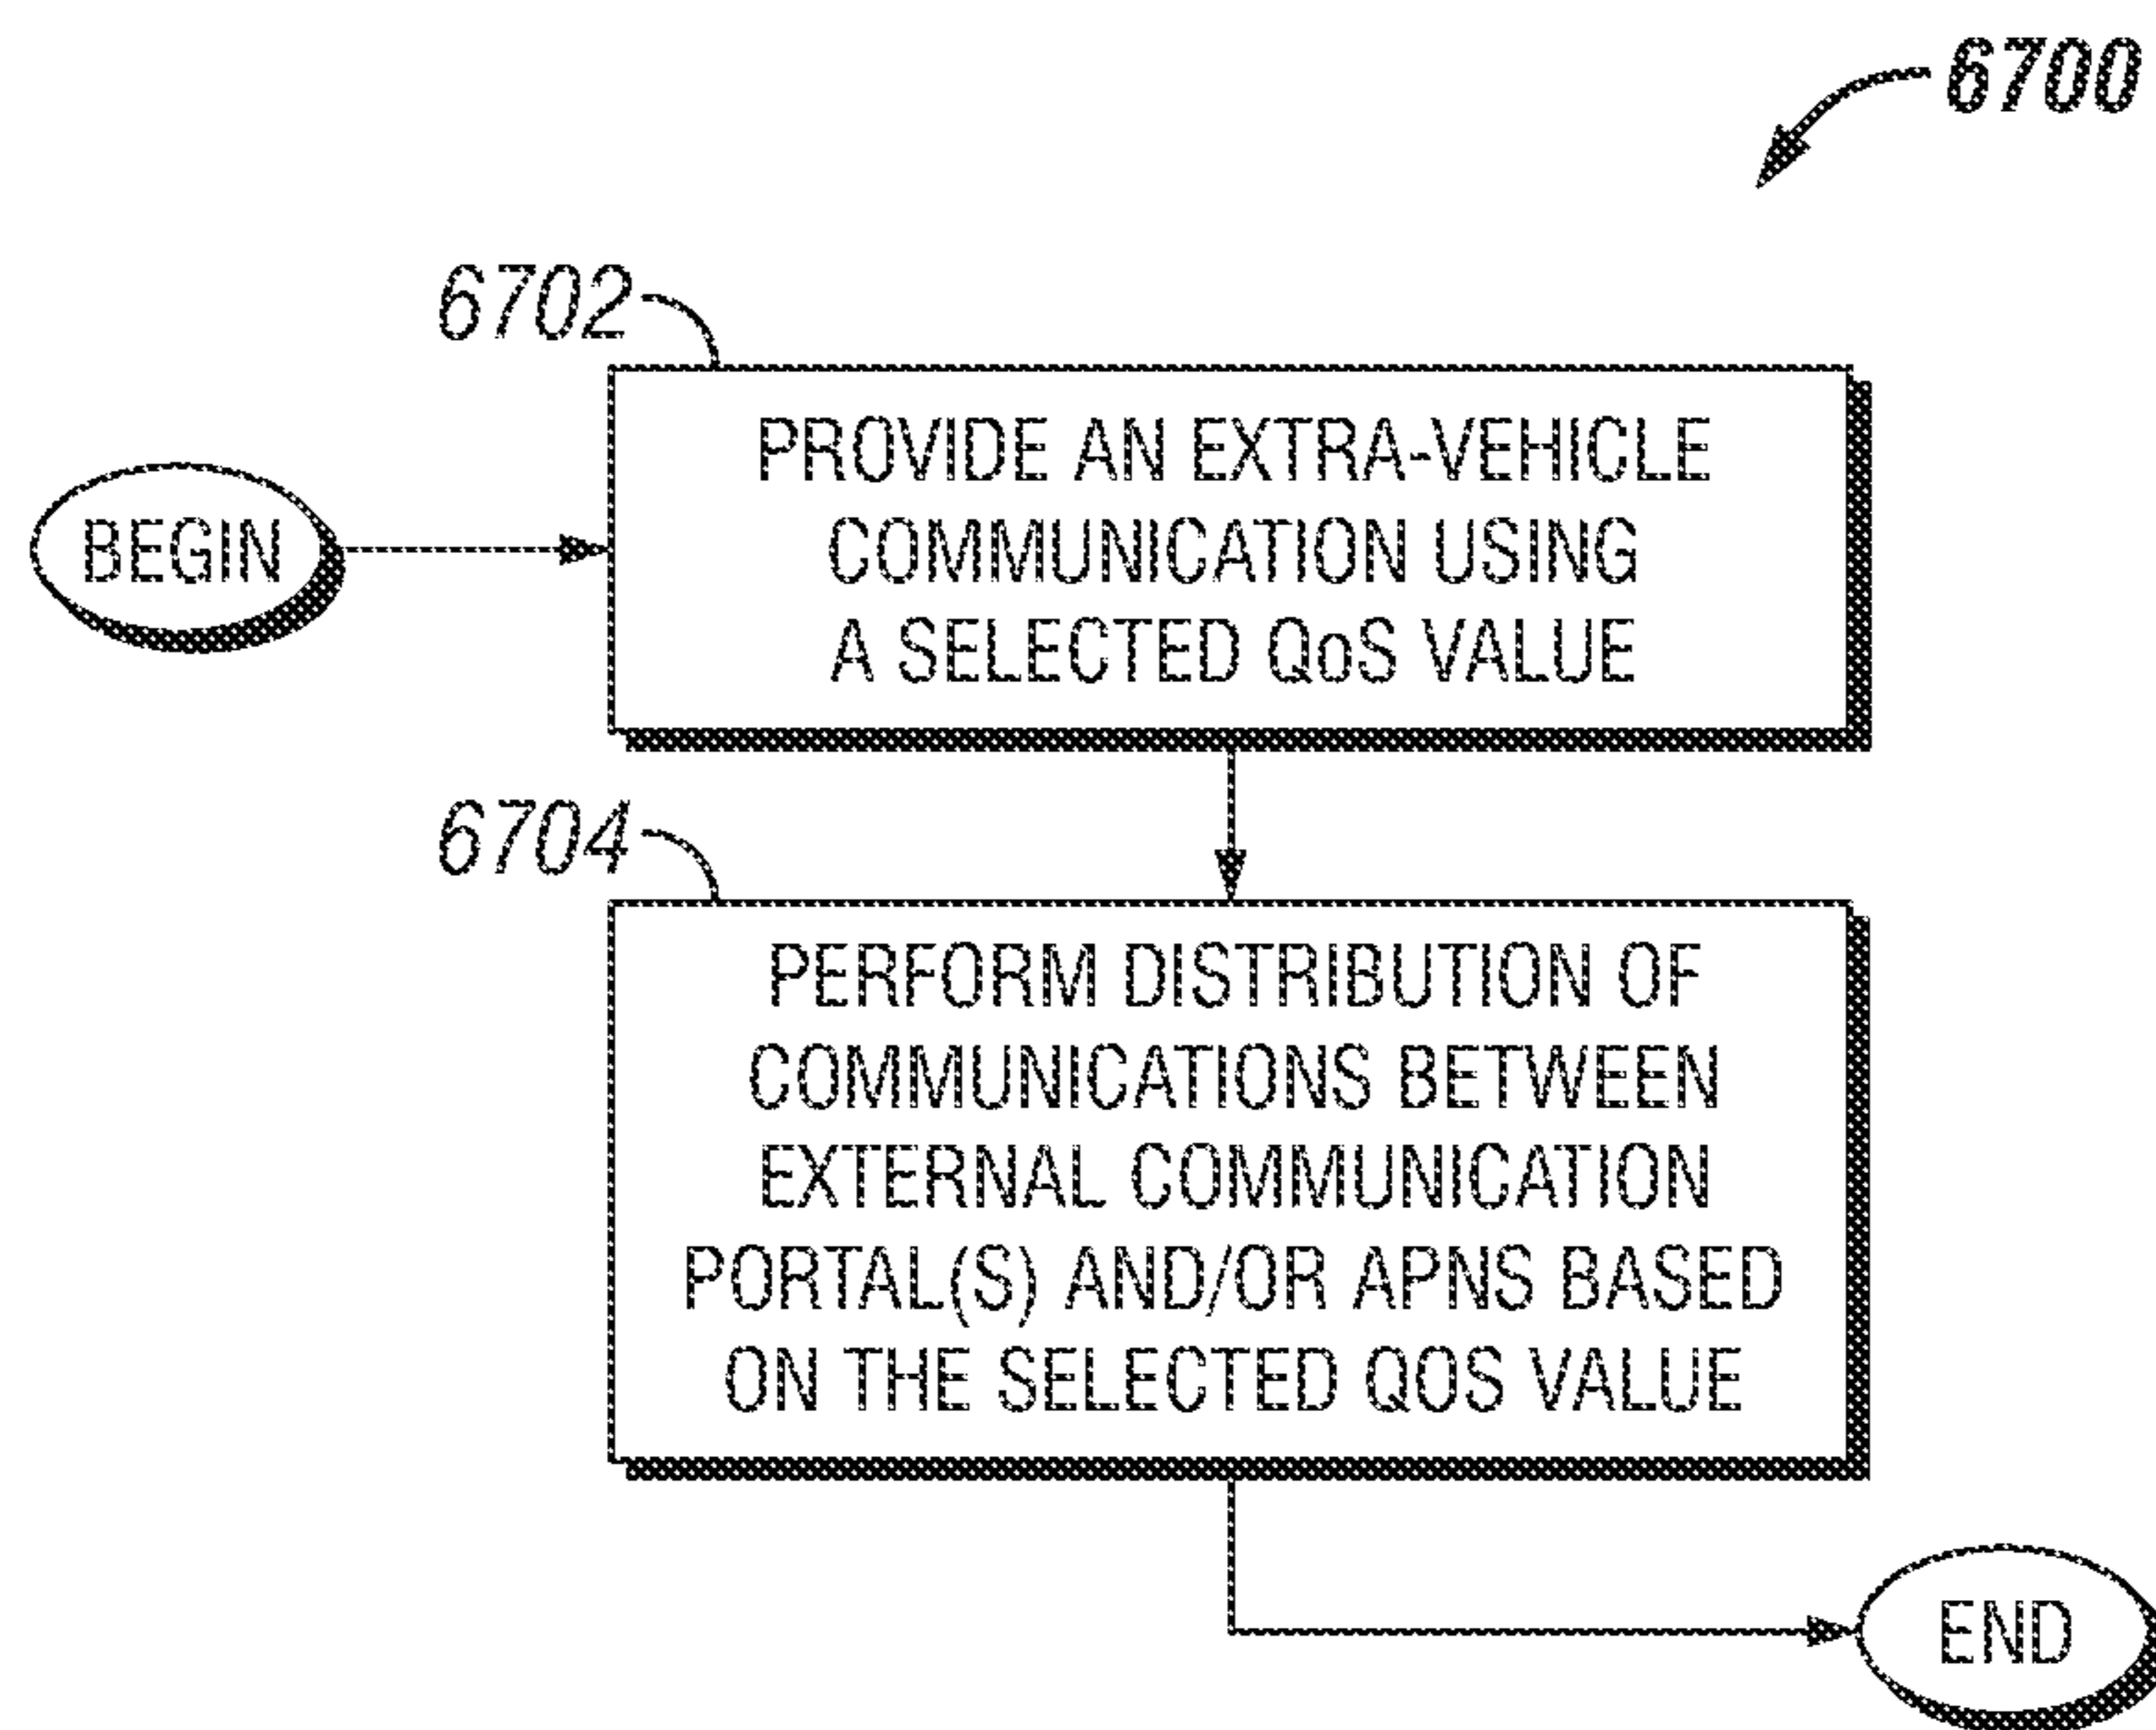 6700
6702
PROVIDE AN EXTRA-VEHICLE
COMMUNICATION USING
A SELECTED QoS VALUE
BEGIN
6704
PERFORM DISTRIBUTION OF
COMMUNICATIONS BETWEEN
EXTERNAL COMMUNICATION
PORTAL(S) AND/OR APNS BASED
ON THE SELECTED QOS VALUE
END